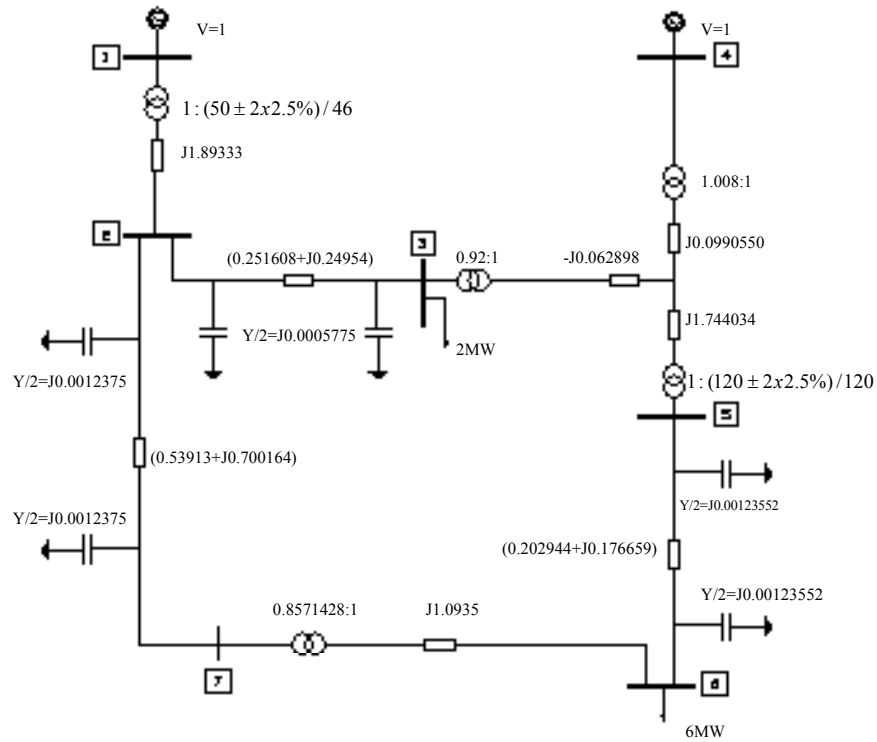 V=1
V=1
1
4
1 : (50 ± 2x2.5%) / 46
J1.89333
1.008:1
2
3
0.92:1
-J0.062898
J0.0990550
(0.251608+J0.24954)
J1.744034
Y/2=J0.0005775
2MW
Y/2=J0.0012375
1 : (120 ± 2x2.5%) / 120
5
(0.53913+J0.700164)
Y/2=J0.00123552
Y/2=J0.0012375
(0.202944+J0.176659)
0.8571428:1
J1.0935
Y/2=J0.00123552
7
6
6MW